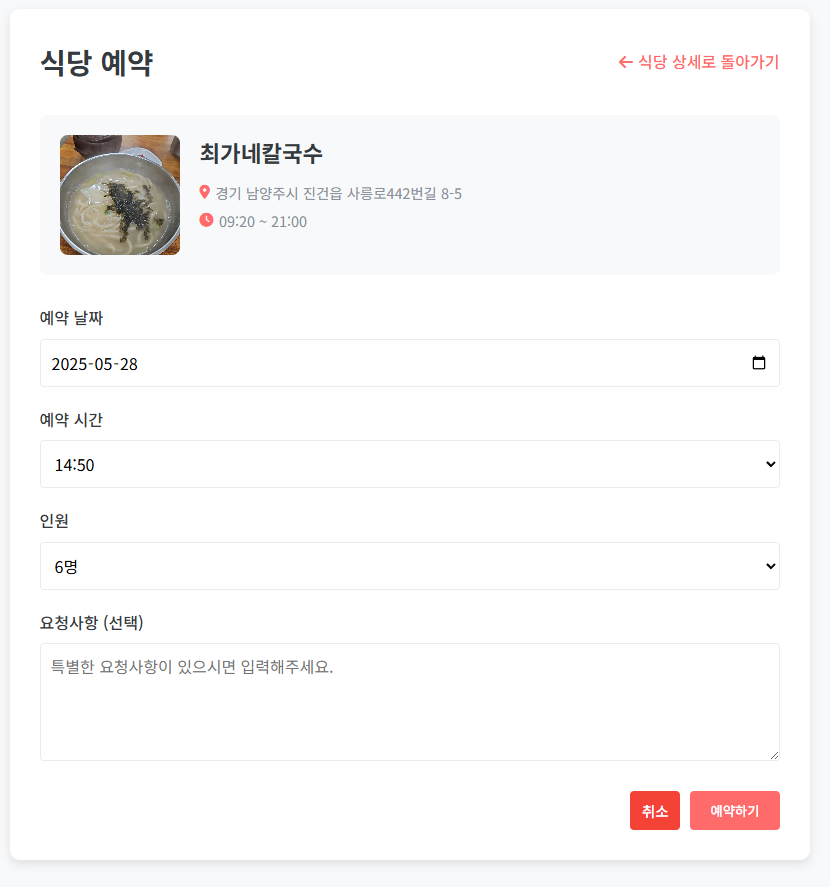 식당 예약
← 식당 상세로 돌아가기
최가네칼국수
경기 남양주시 진건읍 사릉로442번길 8-5
09:20 ~ 21:00
예약 날짜
2025-05-28
예약 시간
14:50
인원
6명
요청사항 (선택)
특별한 요청사항이 있으시면 입력해주세요.
취소
예약하기